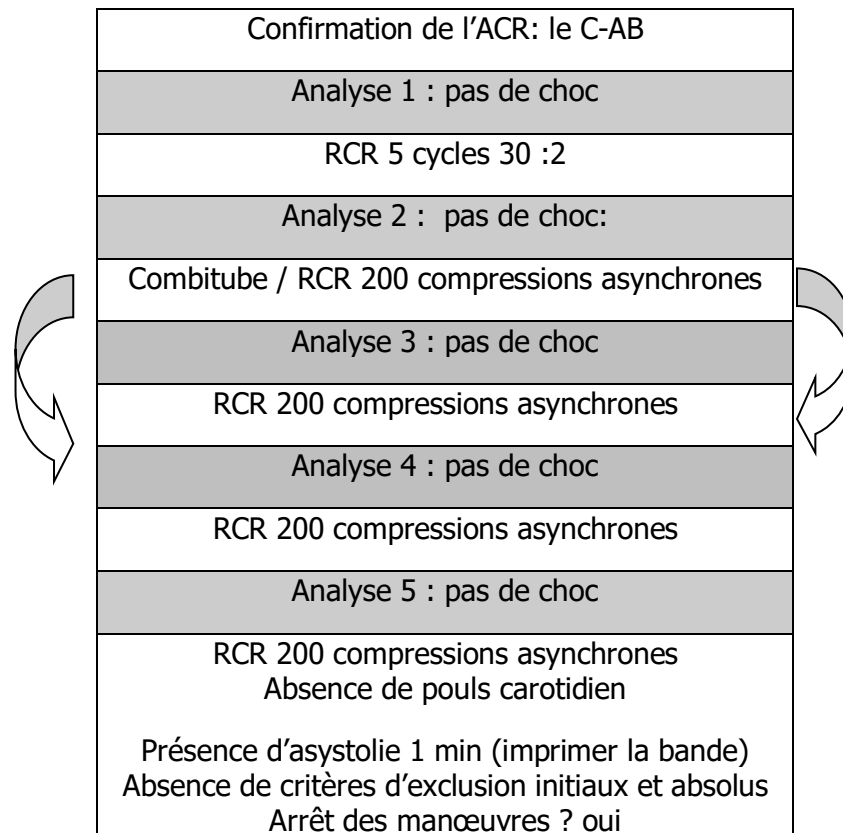 Confirmation de l’ACR: le C-AB
Analyse 1 : pas de choc
RCR 5 cycles 30 :2
Analyse 2 :  pas de choc:
Combitube / RCR 200 compressions asynchrones
Analyse 3 : pas de choc
RCR 200 compressions asynchrones
Analyse 4 : pas de choc
RCR 200 compressions asynchrones
Analyse 5 : pas de choc
RCR 200 compressions asynchrones
Absence de pouls carotidien
Présence d’asystolie 1 min (imprimer la bande)
Absence de critères d’exclusion initiaux et absolus
Arrêt des manœuvres ? oui